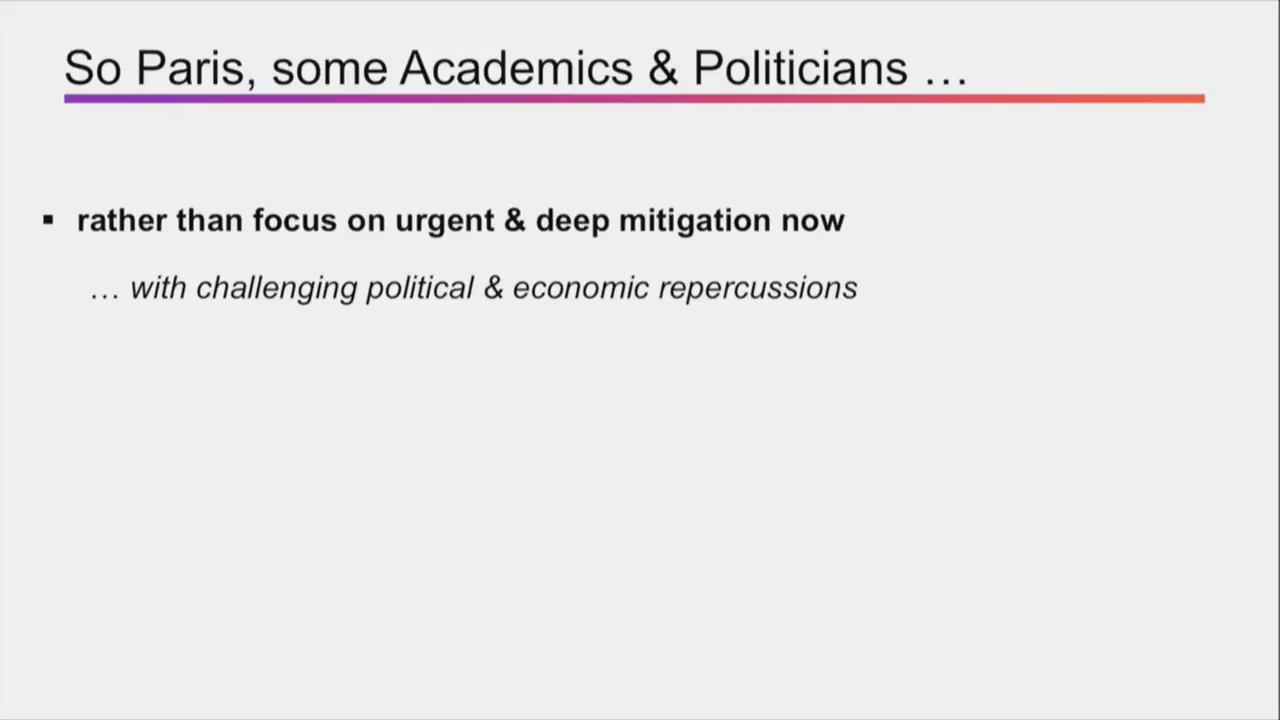 So Paris, some Academics & Politicians …
▪ rather than focus on urgent & deep mitigation now
… with challenging political & economic repercussions